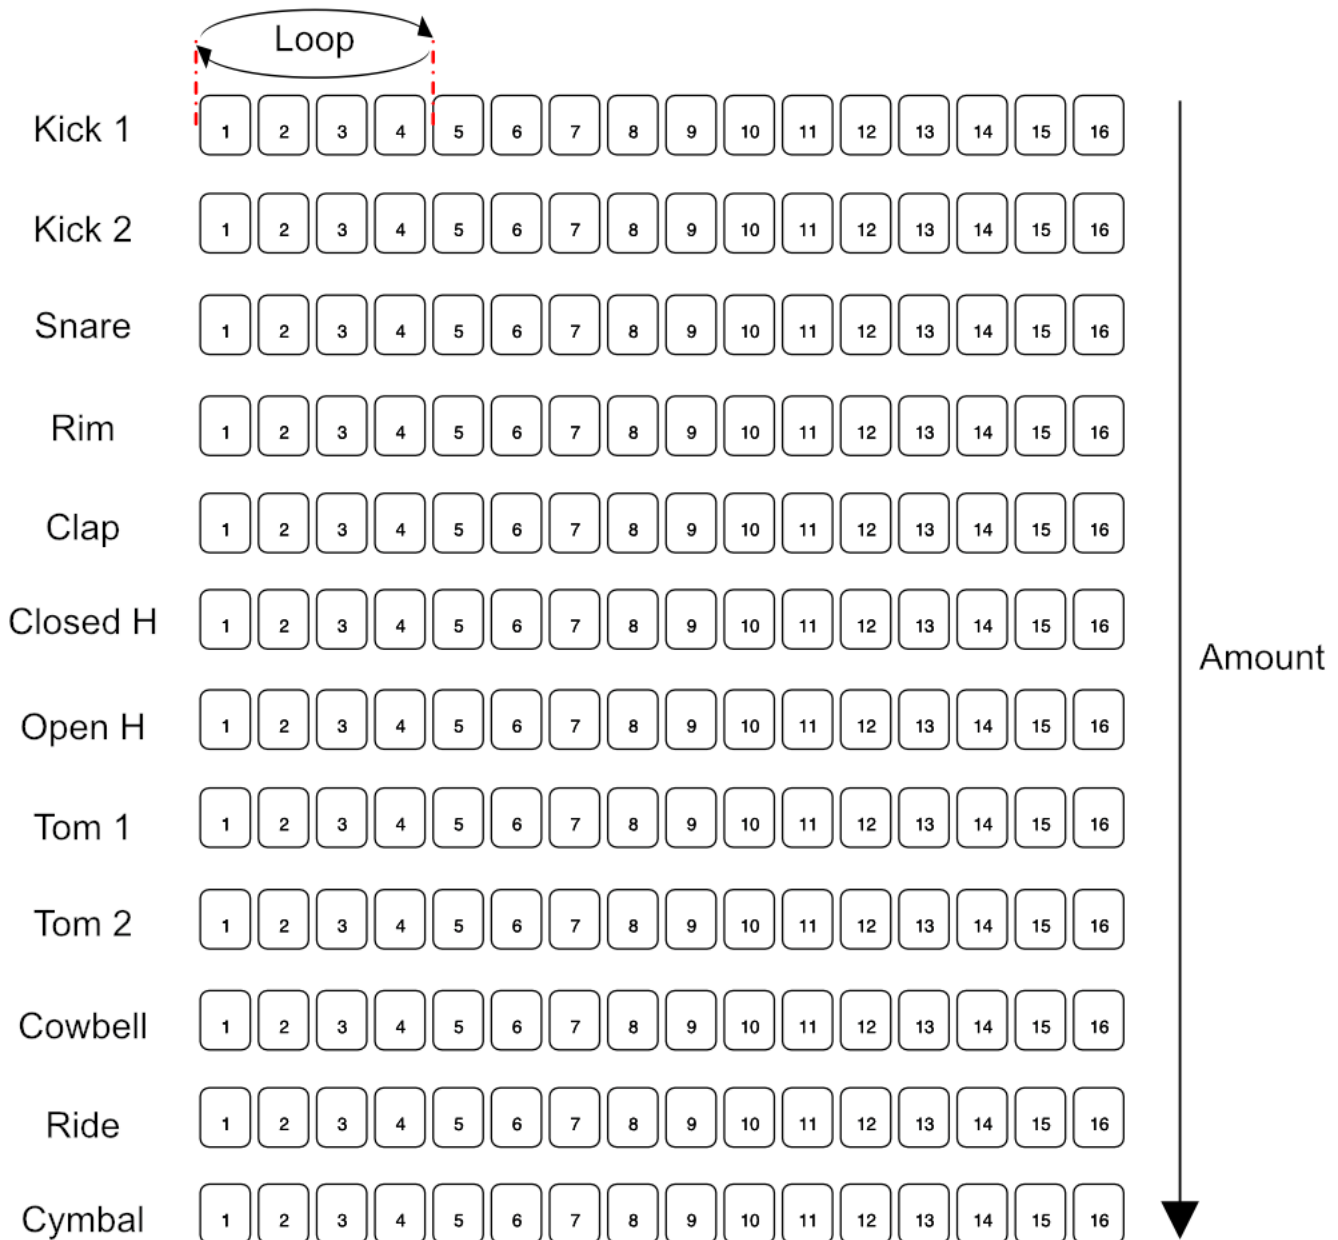 Loop
Kick 1 1 2 3 4 5 6 7 8 9 10 11 12 13 14 15 16
Kick 2 1 2 3 4 5 6 7 8 9 10 11 12 13 14 15 16
Snare 1 2 3 4 5 6 7 8 9 10 11 12 13 14 15 16
Rim 1 2 3 4 5 6 7 8 9 10 11 12 13 14 15 16
Clap 1 2 3 4 5 6 7 8 9 10 11 12 13 14 15 16
Closed H 1 2 3 4 5 6 7 8 9 10 11 12 13 14 15 16
Amount
Open H 1 2 3 4 5 6 7 8 9 10 11 12 13 14 15 16
Tom 1 1 2 3 4 5 6 7 8 9 10 11 12 13 14 15 16
Tom 2 1 2 3 4 5 6 7 8 9 10 11 12 13 14 15 16
Cowbell 1 2 3 4 5 6 7 8 9 10 11 12 13 14 15 16
Ride 1 2 3 4 5 6 7 8 9 10 11 12 13 14 15 16
Cymbal 1 2 3 4 5 6 7 8 9 10 11 12 13 14 15 16